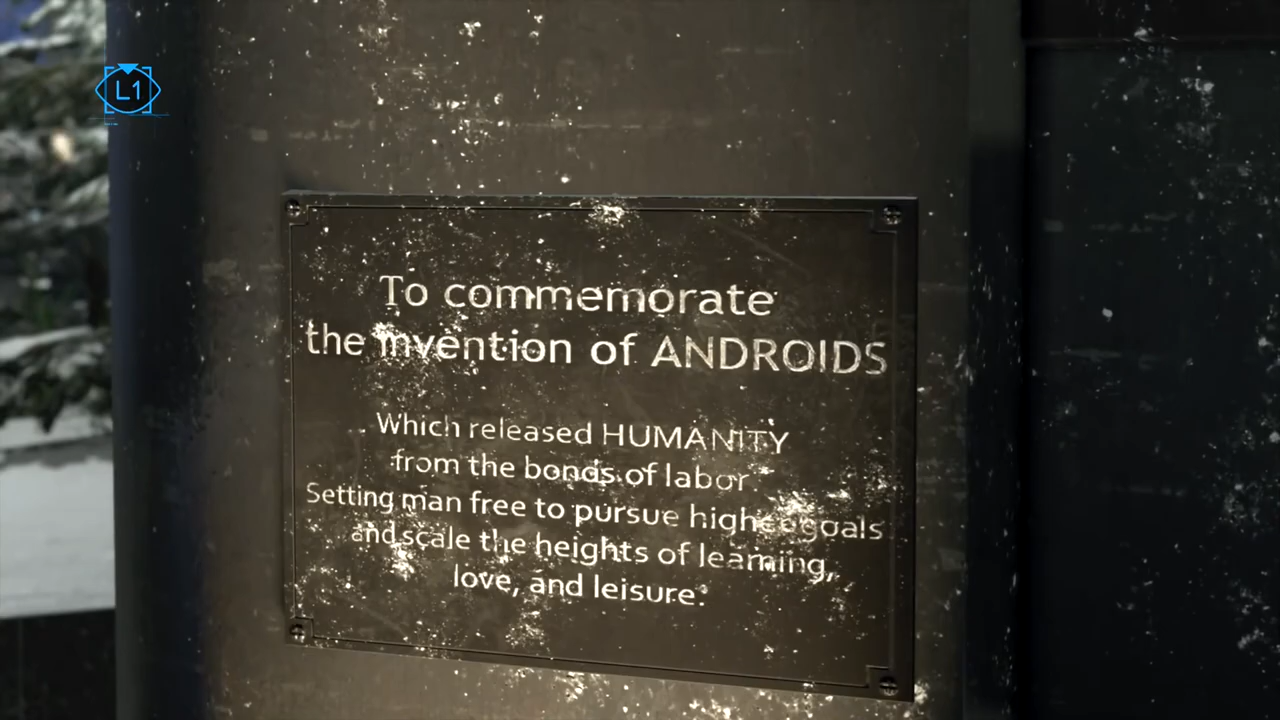 L1
To commemorate
the invention of ANDROIDS
Which released HUMANITY
from the bonds of labor
Setting man free to pursue higher goals
and scale the heights of learning,
love, and leisure.